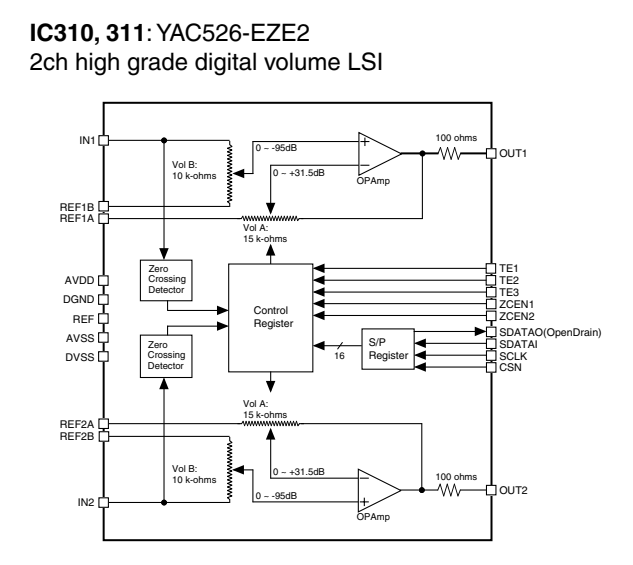 IC310, 311: YAC526-EZE2
2ch high grade digital volume LSI
IN1
Vol B:
10 k-ohms
0 ~ -95dB
0 ~ +31.5dB
+
−
OPAmp
100 ohms
OUT1
REF1B
REF1A
Vol A:
15 k-ohms
Zero
Crossing
Detector
AVDD
DGND
REF
AVSS
DVSS
Zero
Crossing
Detector
Control
Register
16
S/P
Register
TE1
TE2
TE3
ZCEN1
ZCEN2
SDATAO(OpenDrain)
SDATAI
SCLK
CSN
Vol A:
15 k-ohms
REF2A
REF2B
Vol B:
10 k-ohms
0 ~ +31.5dB
0 ~ -95dB
−
+
OPAmp
100 ohms
OUT2
IN2